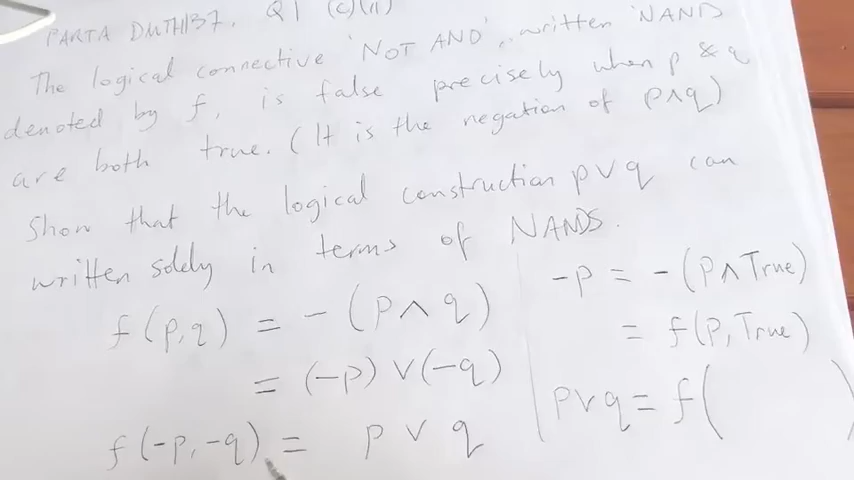 PARTA DMTH137. Q1 (c)(ii)
The logical connective 'NOT AND', written 'NAND
denoted by f, is false precisely when p & q
are both true. (It is the negation of p∧q)
Show that the logical construction p∨q can
written solely in terms of NANDS.
f(p,q) = -(p∧q)
= (-p)∨(-q)
f(-p,-q) = p∨q
-p = -(p∧True)
= f(p,True)
p∨q = f( )